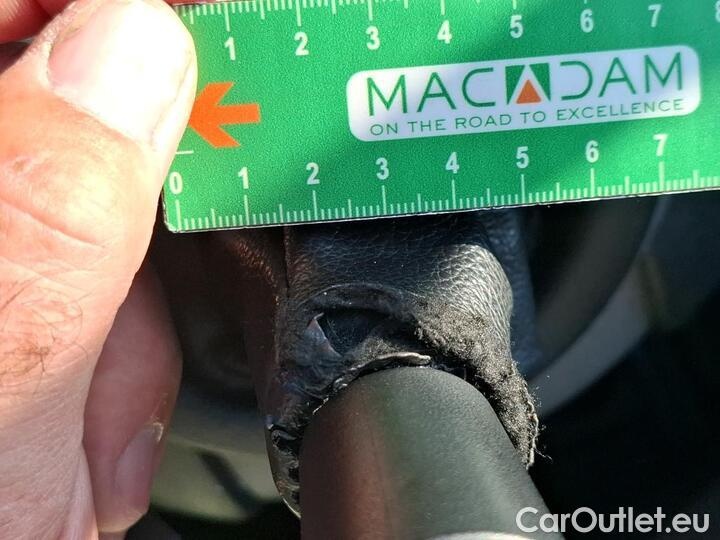 1 2 3 4 5 6 7 8
MACADAM
ON THE ROAD TO EXCELLENCE
0 1 2 3 4 5 6 7
CarOutlet.eu